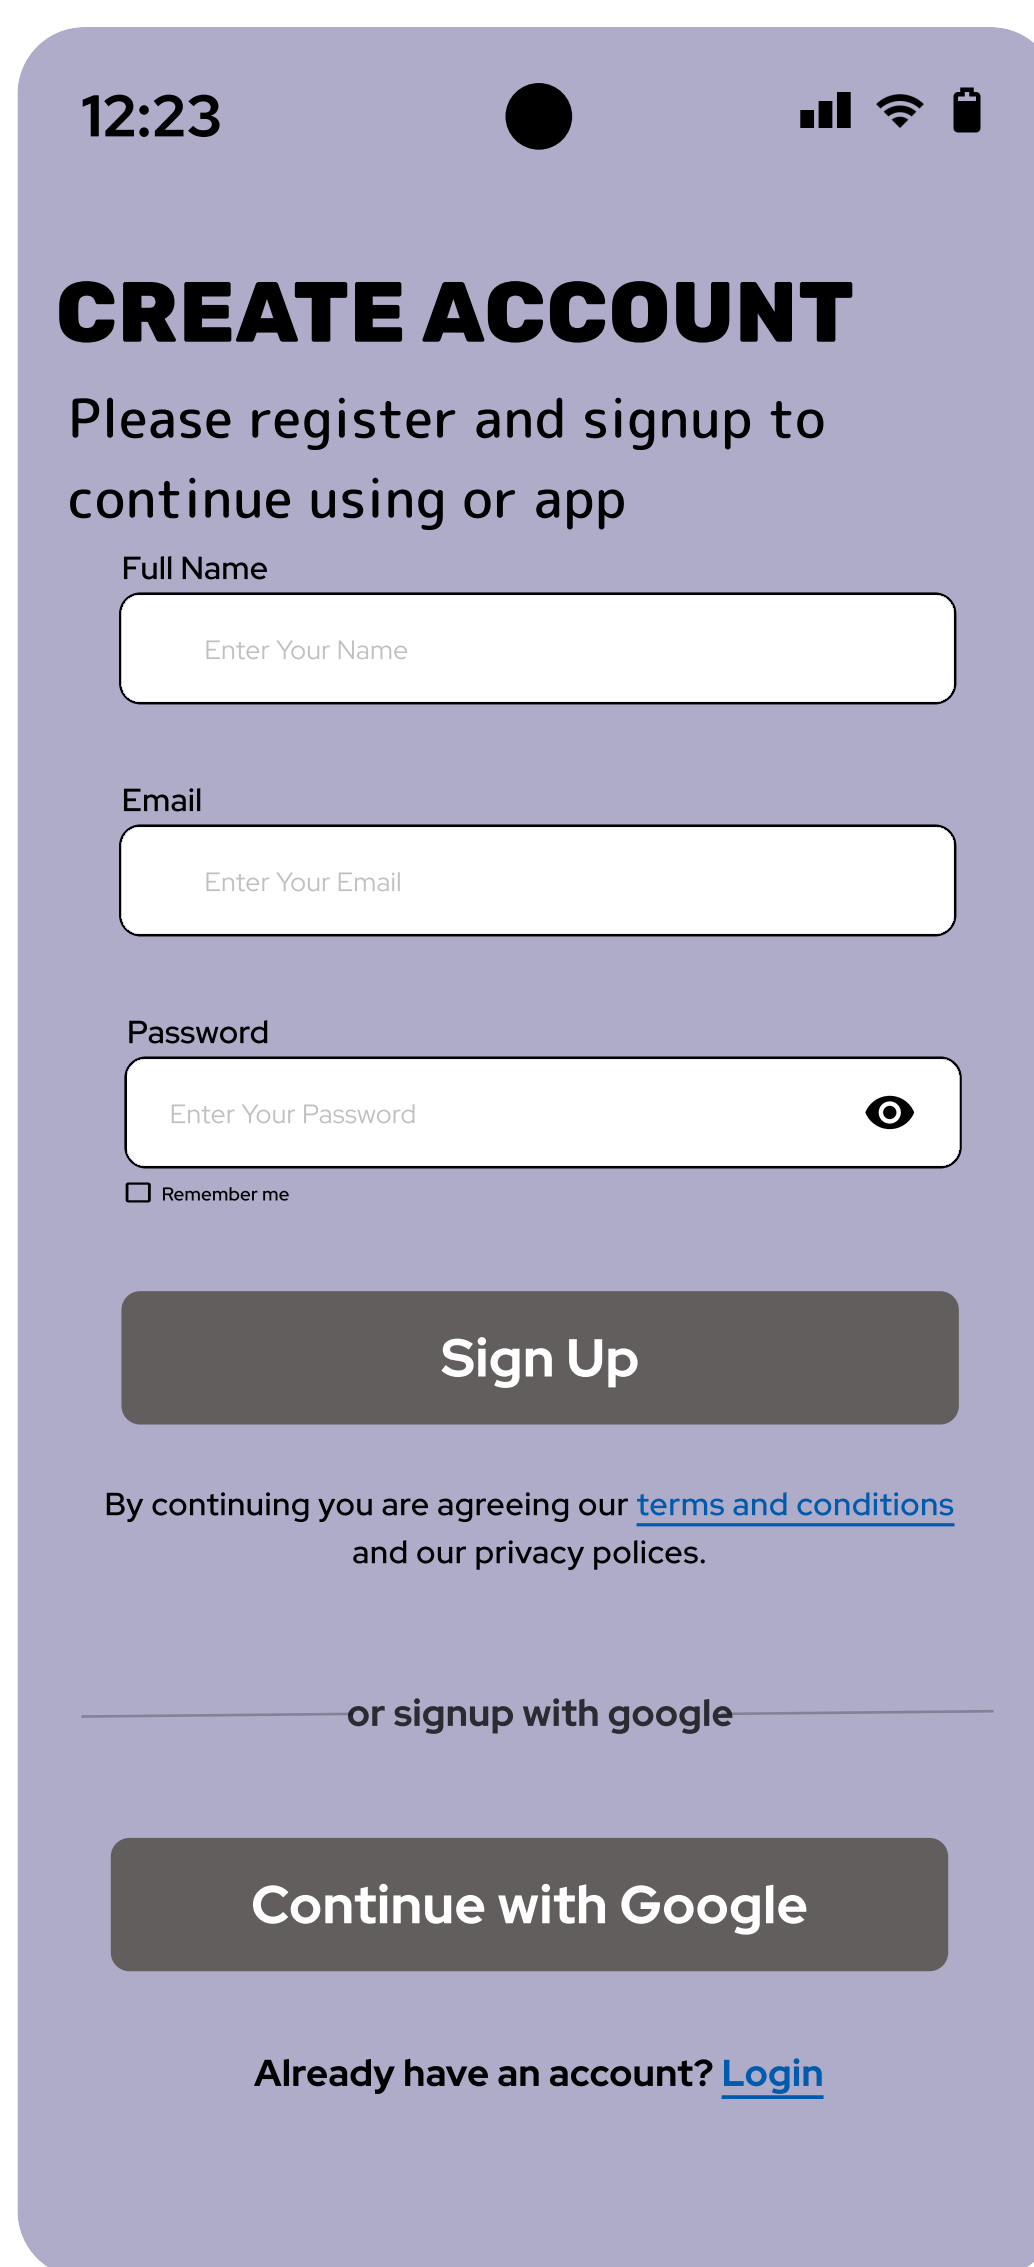 12:23
CREATE ACCOUNT
Please register and signup to
continue using or app
Full Name
Enter Your Name
Email
Enter Your Email
Password
Enter Your Password
Remember me
Sign Up
By continuing you are agreeing our terms and conditions
and our privacy polices.
or signup with google
Continue with Google
Already have an account? Login